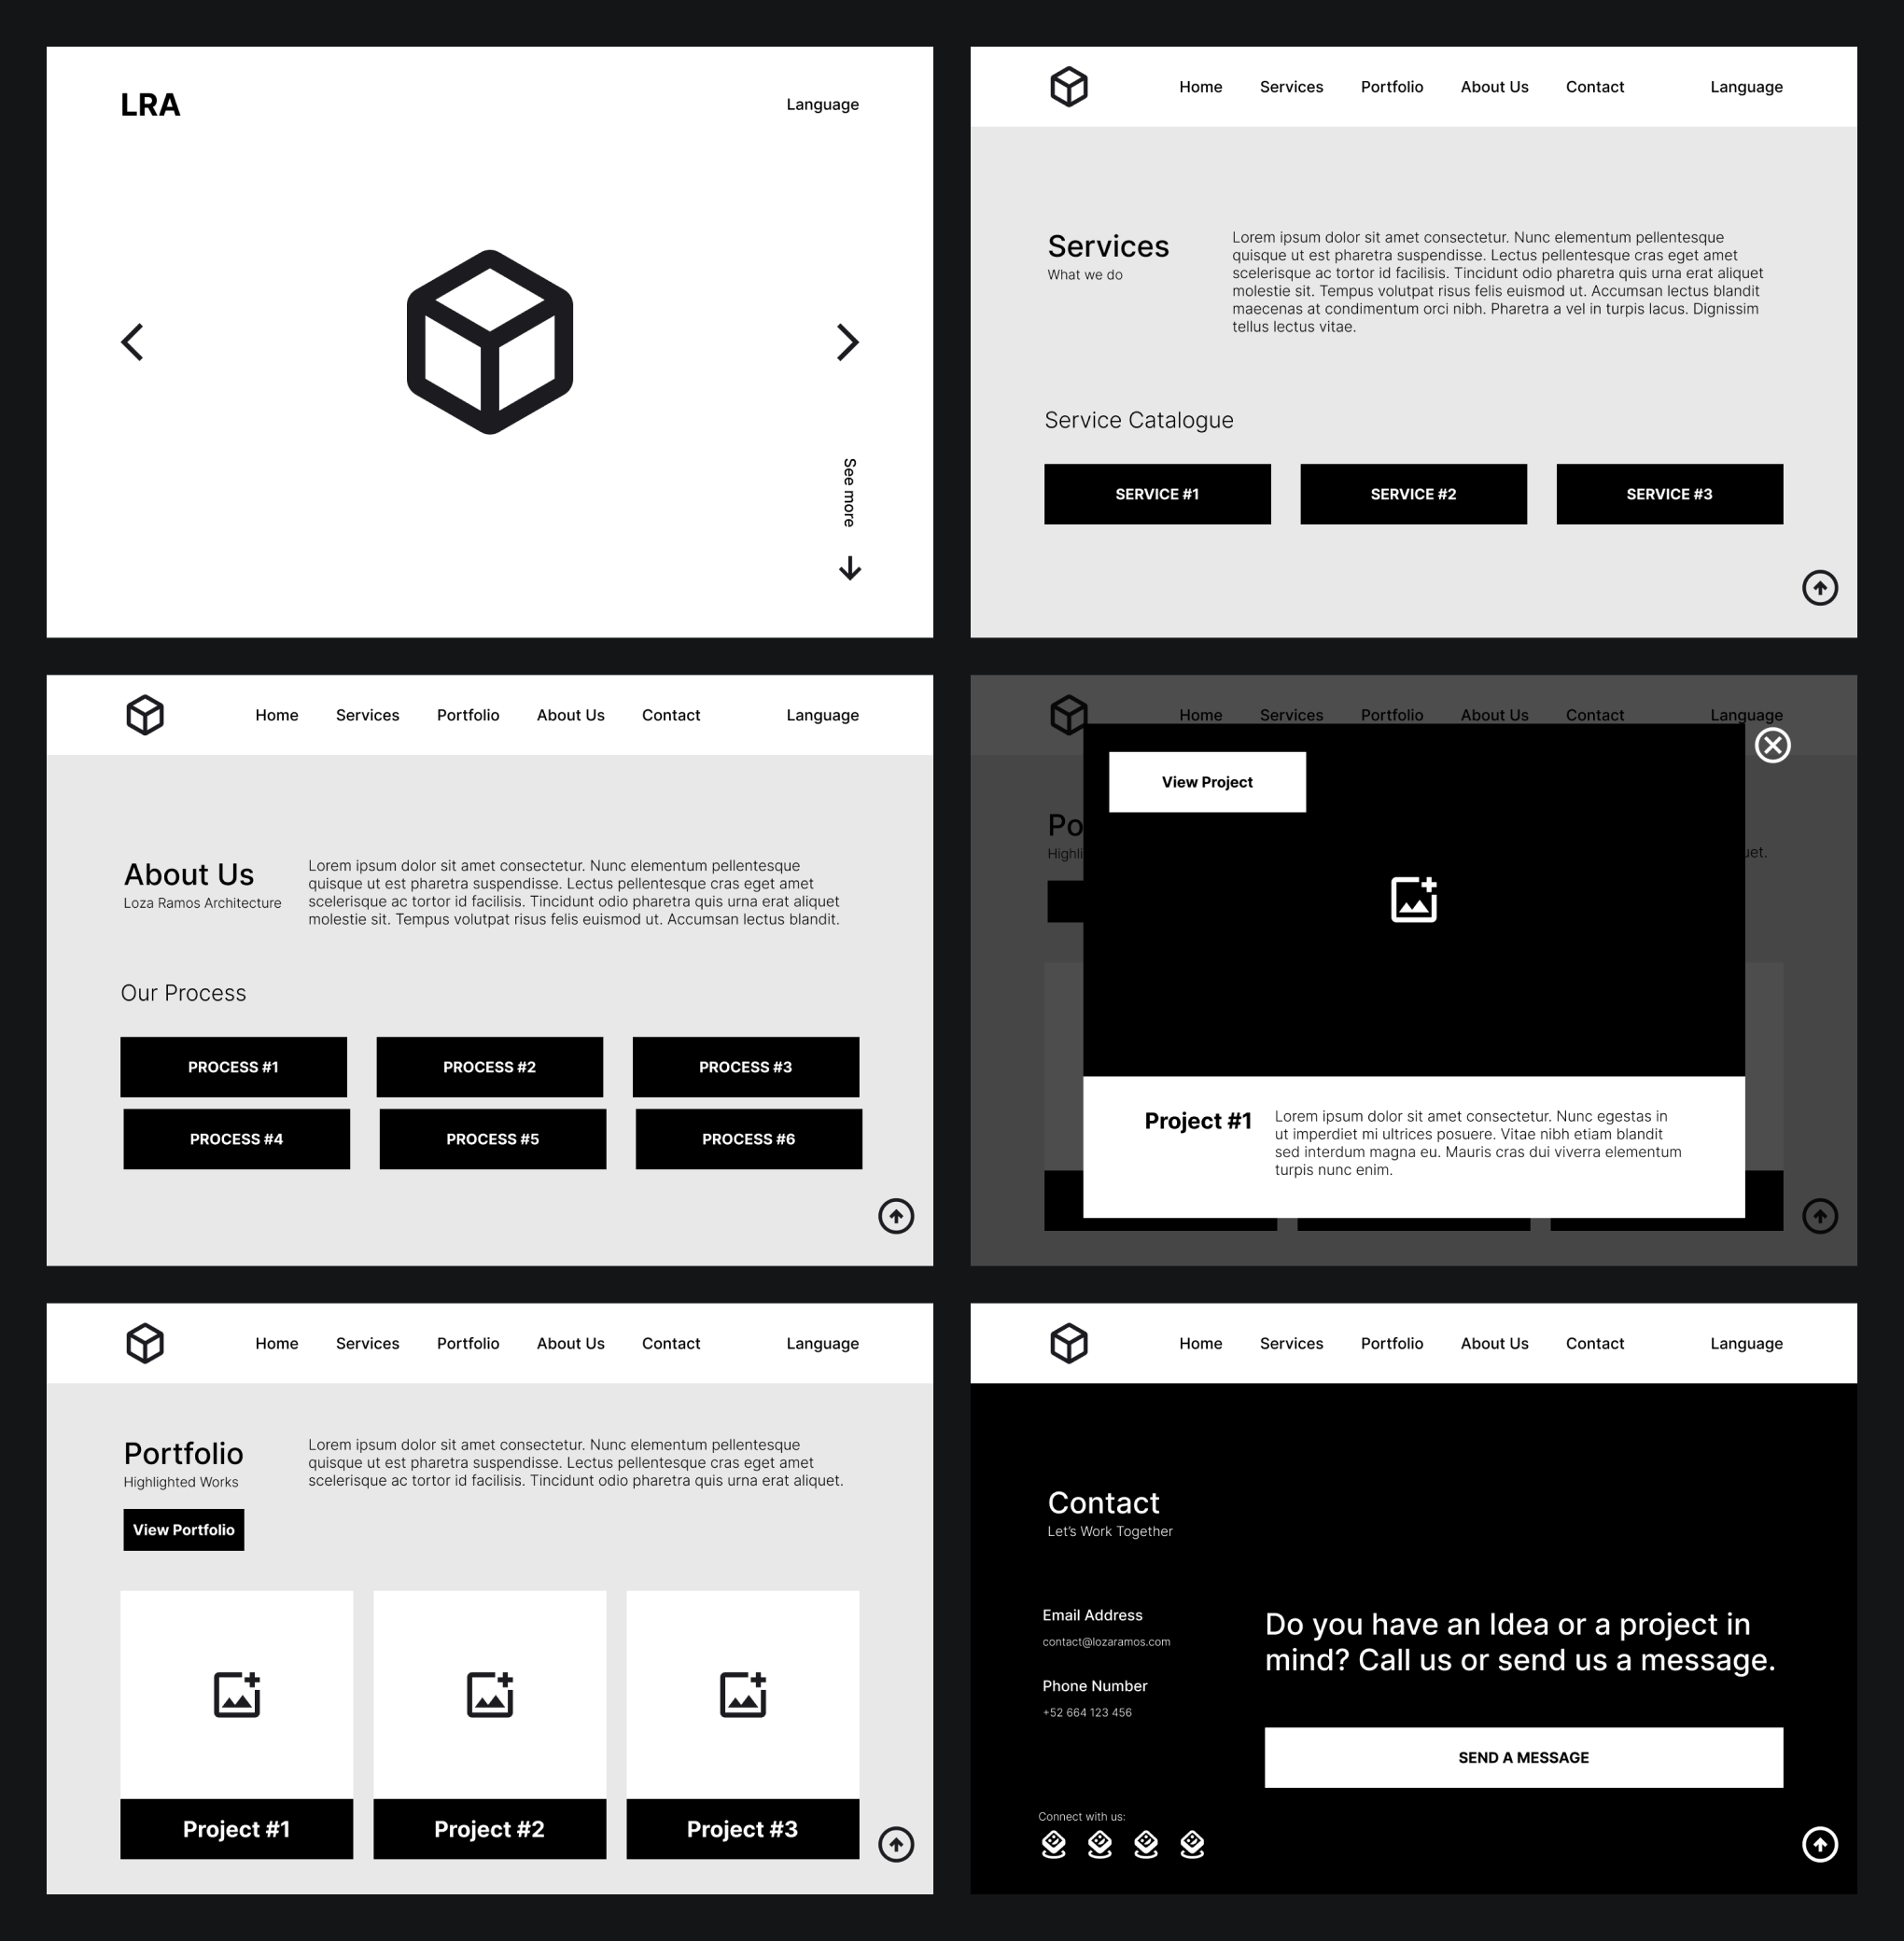 LRA
Language
See more
Home Services Portfolio About Us Contact Language
Services
What we do
Lorem ipsum dolor sit amet consectetur. Nunc elementum pellentesque
quisque ut est pharetra suspendisse. Lectus pellentesque cras eget amet
scelerisque ac tortor id facilisis. Tincidunt odio pharetra quis urna erat aliquet
molestie sit. Tempus volutpat risus felis euismod ut. Accumsan lectus blandit
maecenas at condimentum orci nibh. Pharetra a vel in turpis lacus. Dignissim
tellus lectus vitae.
Service Catalogue
SERVICE #1 SERVICE #2 SERVICE #3
Home Services Portfolio About Us Contact Language
About Us
Loza Ramos Architecture
Lorem ipsum dolor sit amet consectetur. Nunc elementum pellentesque
quisque ut est pharetra suspendisse. Lectus pellentesque cras eget amet
scelerisque ac tortor id facilisis. Tincidunt odio pharetra quis urna erat aliquet
molestie sit. Tempus volutpat risus felis euismod ut. Accumsan lectus blandit.
Our Process
PROCESS #1 PROCESS #2 PROCESS #3
PROCESS #4 PROCESS #5 PROCESS #6
Home Services Portfolio About Us Contact Language
View Project
Po
Highli
uet.
Project #1
Lorem ipsum dolor sit amet consectetur. Nunc egestas in
ut imperdiet mi ultrices posuere. Vitae nibh etiam blandit
sed interdum magna eu. Mauris cras dui viverra elementum
turpis nunc enim.
Home Services Portfolio About Us Contact Language
Portfolio
Highlighted Works
Lorem ipsum dolor sit amet consectetur. Nunc elementum pellentesque
quisque ut est pharetra suspendisse. Lectus pellentesque cras eget amet
scelerisque ac tortor id facilisis. Tincidunt odio pharetra quis urna erat aliquet.
View Portfolio
Project #1 Project #2 Project #3
Home Services Portfolio About Us Contact Language
Contact
Let's Work Together
Email Address
contact@lozaramos.com
Phone Number
+52 664 123 456
Do you have an Idea or a project in
mind? Call us or send us a message.
SEND A MESSAGE
Connect with us: